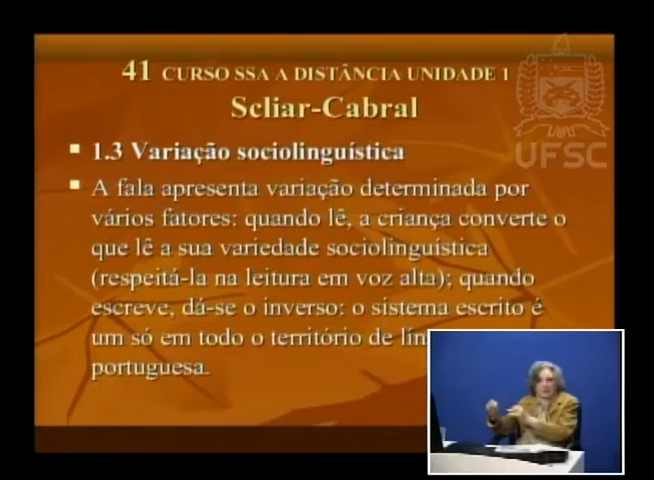 41 CURSO SSA A DISTÂNCIA UNIDADE 1
Scliar-Cabral
UFSC
1.3 Variação sociolinguística
A fala apresenta variação determinada por
vários fatores: quando lê, a criança converte o
que lê a sua variedade sociolinguística
(respeitá-la na leitura em voz alta); quando
escreve, dá-se o inverso: o sistema escrito é
um só em todo o território de
portuguesa.